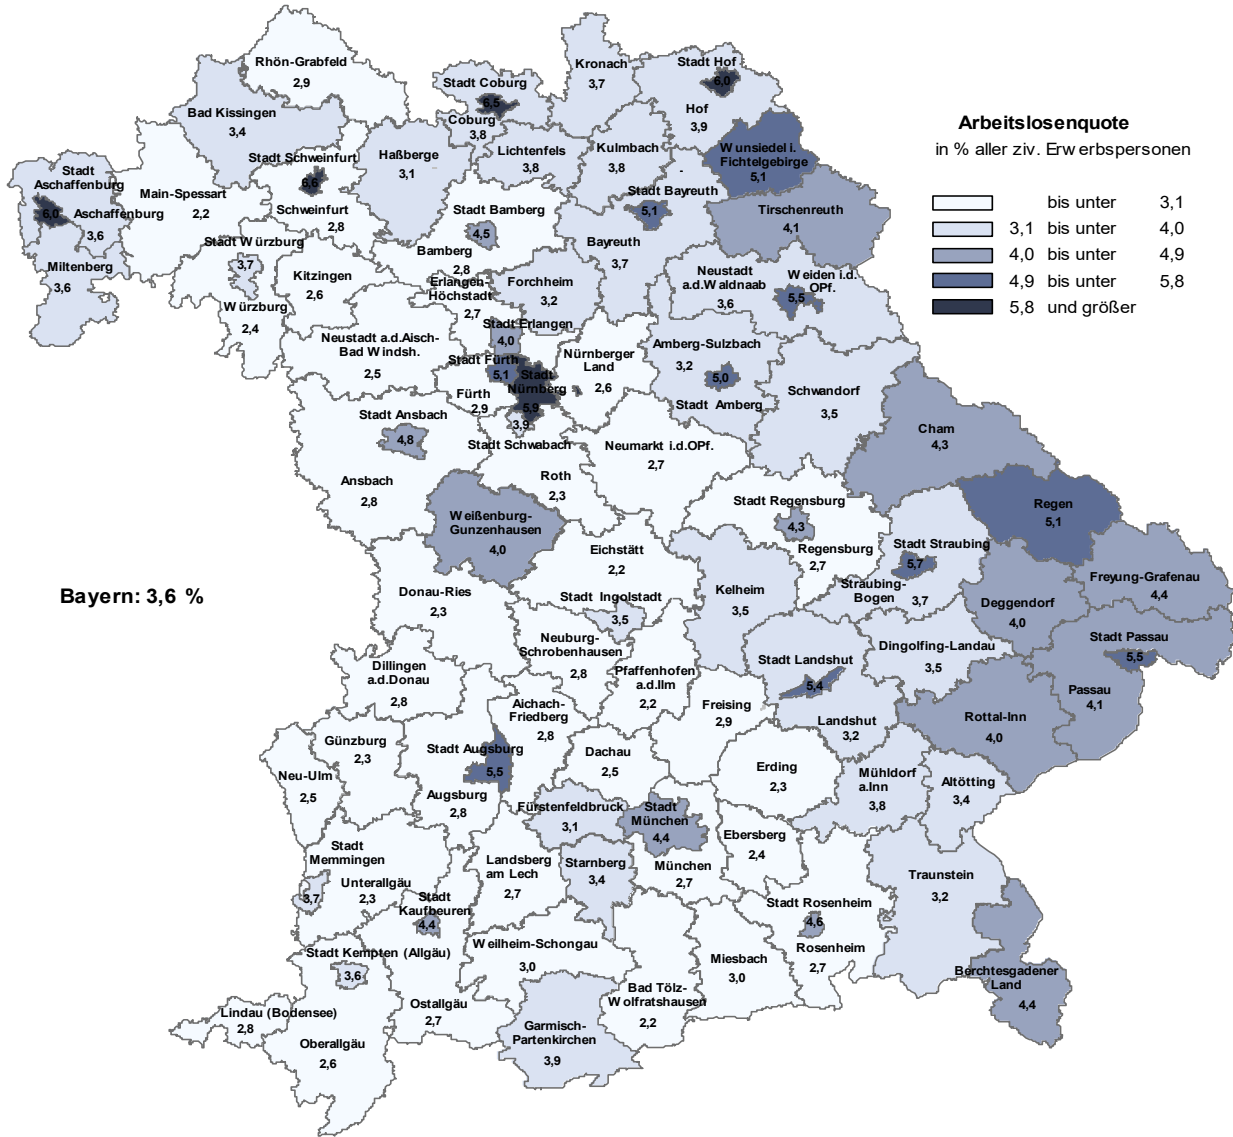 Arbeitslosenquote
in % aller ziv. Erwerbspersonen
bis unter 3,1
3,1 bis unter 4,0
4,0 bis unter 4,9
4,9 bis unter 5,8
5,8 und größer
Bayern: 3,6 %
Rhön-Grabfeld
2,9
Bad Kissingen
3,4
Stadt Coburg
6,5
Coburg
3,8
Kronach
3,7
Stadt Hof
6,0
Hof
3,9
Wunsiedel i.
Fichtelgebirge
5,1
Lichtenfels
3,8
Kulmbach
3,8
Haßberge
3,1
Stadt Schweinfurt
6,6
Schweinfurt
2,8
Stadt
Aschaffenburg
6,0
Aschaffenburg
3,6
Main-Spessart
2,2
Miltenberg
3,6
Stadt Würzburg
3,7
Würzburg
2,4
Kitzingen
2,6
Stadt Bamberg
4,5
Bamberg
2,8
Stadt Bayreuth
5,1
Bayreuth
3,7
Tirschenreuth
4,1
Erlangen-
Höchstadt
2,7
Forchheim
3,2
Neustadt
a.d.Waldnaab
3,6
Weiden i.d.
OPf.
5,5
Stadt Erlangen
4,0
Neustadt a.d.Aisch-
Bad Windsh.
2,5
Stadt Fürth
5,1
Fürth
2,9
Stadt
Nürnberg
5,9
Nürnberger
Land
2,6
Amberg-Sulzbach
3,2
5,0
Stadt Amberg
Schwandorf
3,5
Stadt Ansbach
4,8
Ansbach
2,8
3,9
Stadt Schwabach
Roth
2,3
Neumarkt i.d.OPf.
2,7
Cham
4,3
Weißenburg-
Gunzenhausen
4,0
Stadt Regensburg
4,3
Regensburg
2,7
Regen
5,1
Stadt Straubing
5,7
Straubing-
Bogen
3,7
Freyung-Grafenau
4,4
Deggendorf
4,0
Eichstätt
2,2
Donau-Ries
2,3
Stadt Ingolstadt
3,5
Kelheim
3,5
Neuburg-
Schrobenhausen
2,8
Pfaffenhofen
a.d.Ilm
2,2
Stadt Landshut
5,4
Landshut
3,2
Dingolfing-Landau
3,5
Stadt Passau
5,5
Passau
4,1
Rottal-Inn
4,0
Dillingen
a.d.Donau
2,8
Aichach-
Friedberg
2,8
Freising
2,9
Günzburg
2,3
Neu-Ulm
2,5
Stadt Augsburg
5,5
Augsburg
2,8
Dachau
2,5
Erding
2,3
Mühldorf
a.Inn
3,8
Altötting
3,4
Fürstenfeldbruck
3,1
Stadt
München
4,4
München
2,7
Ebersberg
2,4
Stadt
Memmingen
3,7
Unterallgäu
2,3
Landsberg
am Lech
2,7
Starnberg
3,4
Traunstein
3,2
Stadt
Kaufbeuren
4,4
Stadt Rosenheim
4,6
Rosenheim
2,7
Stadt Kempten (Allgäu)
3,6
Weilheim-Schongau
3,0
Miesbach
3,0
Berchtesgadener
Land
4,4
Bad Tölz-
Wolfratshausen
2,2
Ostallgäu
2,7
Lindau (Bodensee)
2,8
Oberallgäu
2,6
Garmisch-
Partenkirchen
3,9